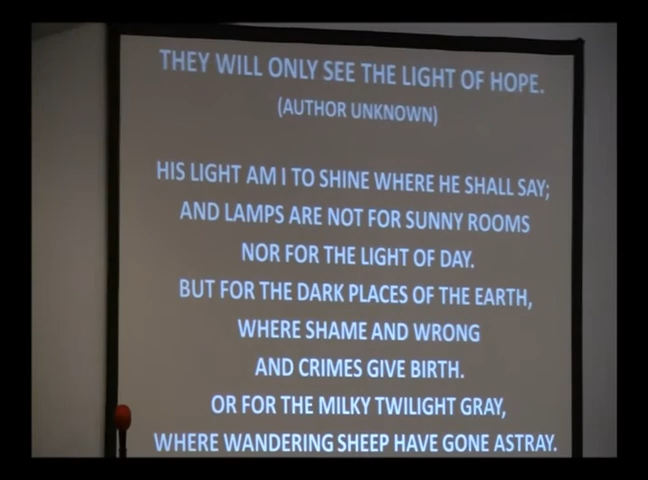 THEY WILL ONLY SEE THE LIGHT OF HOPE.
(AUTHOR UNKNOWN)
HIS LIGHT AM I TO SHINE WHERE HE SHALL SAY;
AND LAMPS ARE NOT FOR SUNNY ROOMS
NOR FOR THE LIGHT OF DAY.
BUT FOR THE DARK PLACES OF THE EARTH,
WHERE SHAME AND WRONG
AND CRIMES GIVE BIRTH.
OR FOR THE MILKY TWILIGHT GRAY,
WHERE WANDERING SHEEP HAVE GONE ASTRAY.